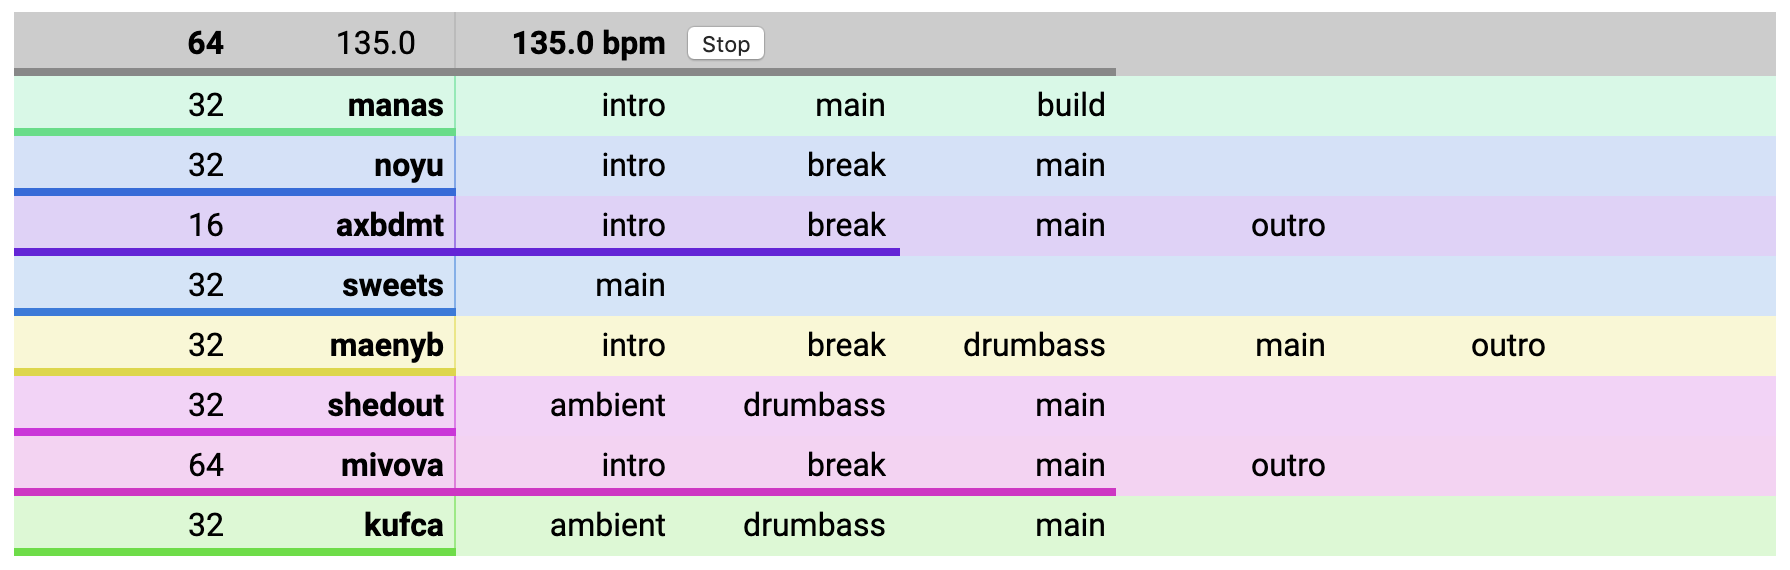 64 135.0 135.0 bpm Stop
32 manas intro main build
32 noyu intro break main
16 axbdmt intro break main outro
32 sweets main
32 maenyb intro break drumbass main outro
32 shedout ambient drumbass main
64 mivova intro break main outro
32 kufca ambient drumbass main